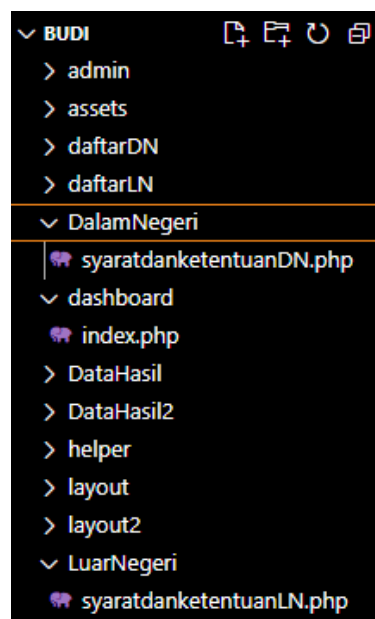 BUDI
admin
assets
daftarDN
daftarLN
DalamNegeri
syaratdanketentuanDN.php
dashboard
index.php
DataHasil
DataHasil2
helper
layout
layout2
LuarNegeri
syaratdanketentuanLN.php